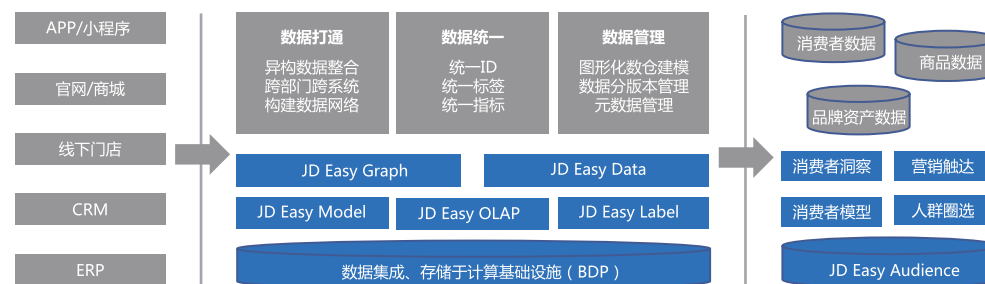 APP/小程序
官网/商城
线下门店
CRM
ERP
数据打通
异构数据整合
跨部门跨系统
构建数据网络
数据统一
统一ID
统一标签
统一指标
数据管理
图形化数仓建模
数据分版本管理
元数据管理
JD Easy Graph
JD Easy Data
JD Easy Model
JD Easy OLAP
JD Easy Label
数据集成、存储于计算基础设施（BDP）
消费者数据
商品数据
品牌资产数据
消费者洞察
营销触达
消费者模型
人群圈选
JD Easy Audience